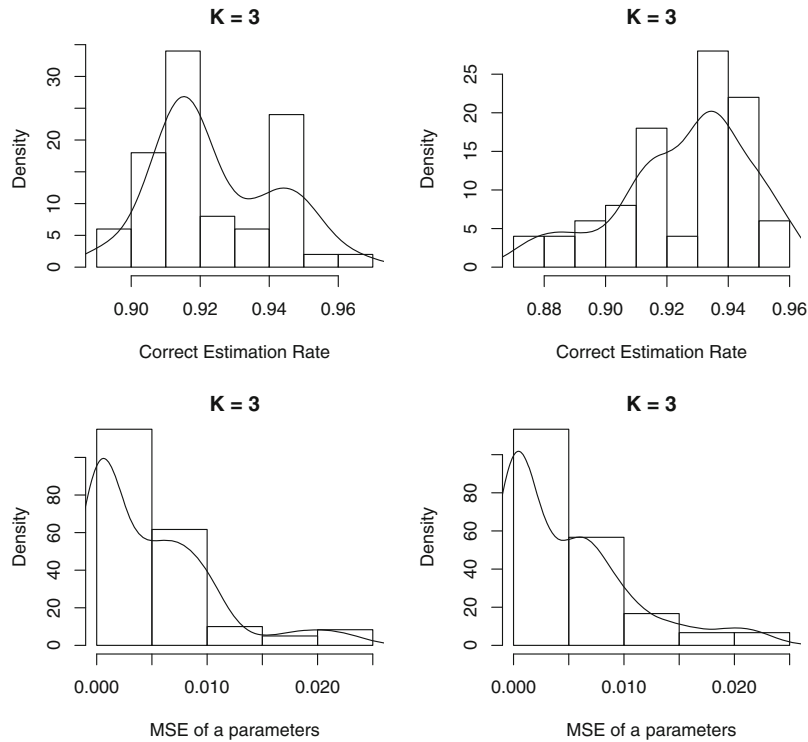 K = 3
Density
0 5 10 20 30
0.90 0.92 0.94 0.96
Correct Estimation Rate
K = 3
Density
0 5 10 15 20 25
0.88 0.90 0.92 0.94 0.96
Correct Estimation Rate
K = 3
Density
0 20 40 60 80
0.000 0.010 0.020
MSE of a parameters
K = 3
Density
0 20 40 60 80
0.000 0.010 0.020
MSE of a parameters